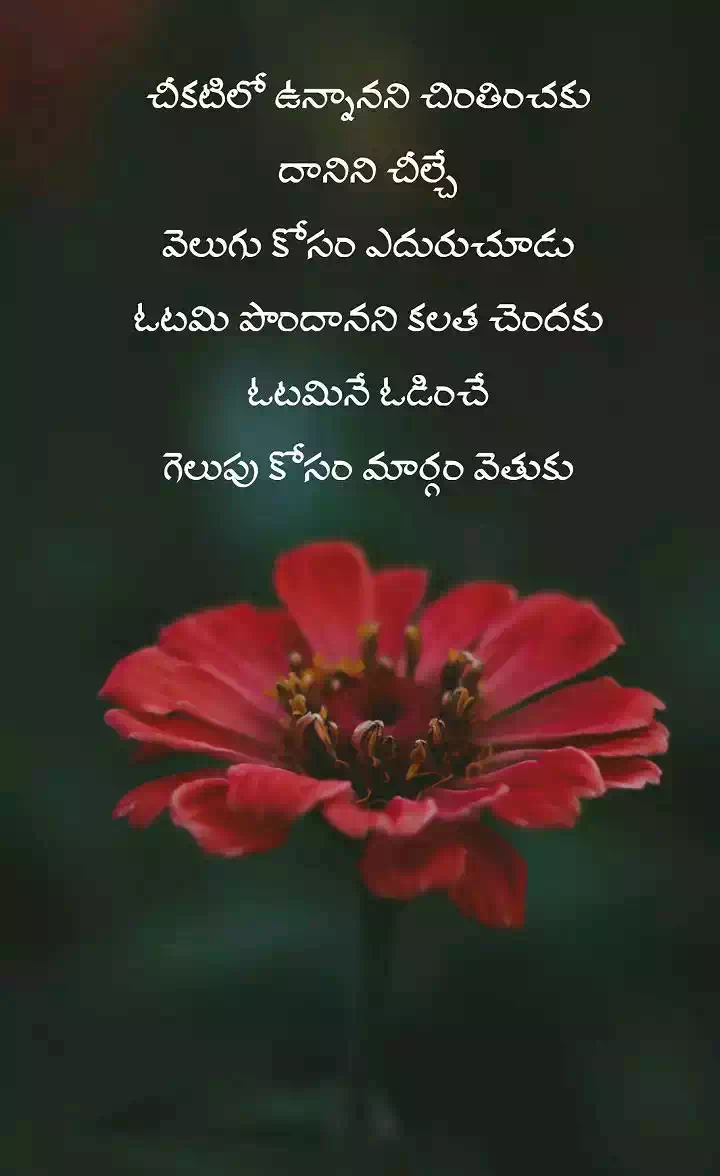 చీకటిలో ఉన్నానని చింతించకు
దానిని చీల్చే
వెలుగు కోసం ఎదురుచూడు
ఓటమి పొందానని కలత చెందకు
ఓటమినే ఓడించే
గెలుపు కోసం మార్గం వెతుకు